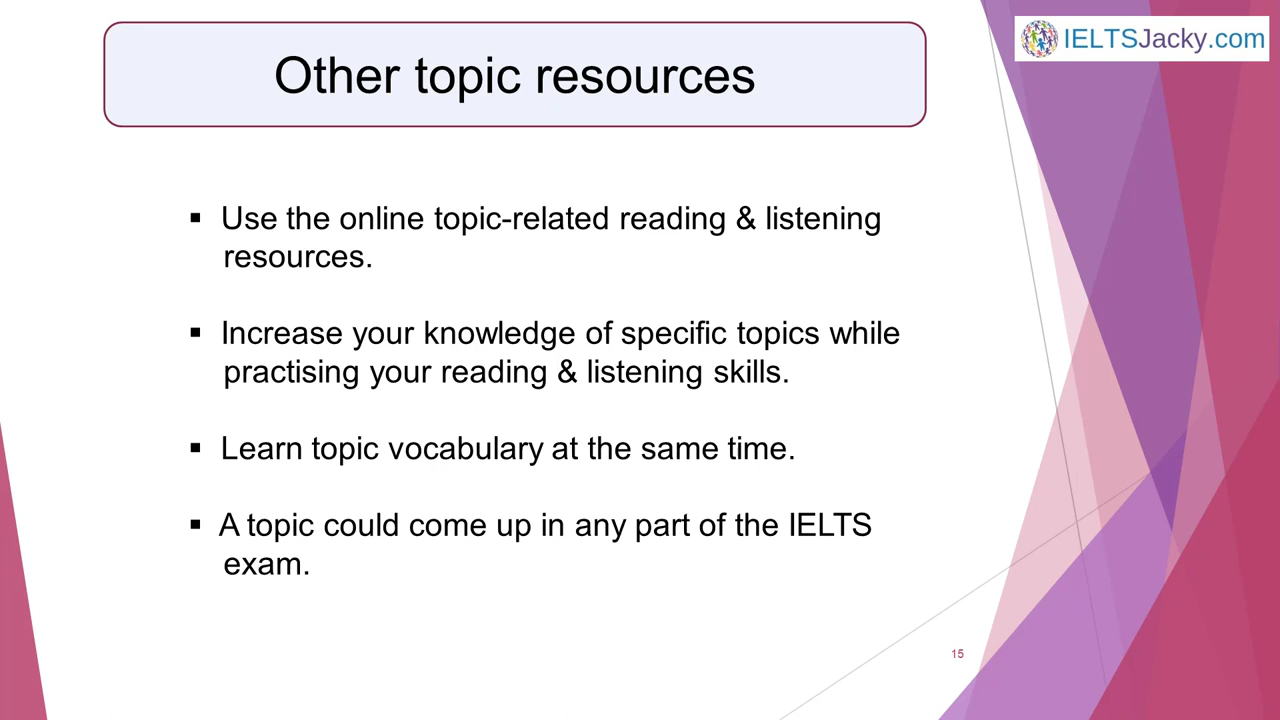 IELTSJacky.com
Other topic resources
▪ Use the online topic-related reading & listening
resources.
▪ Increase your knowledge of specific topics while
practising your reading & listening skills.
▪ Learn topic vocabulary at the same time.
▪ A topic could come up in any part of the IELTS
exam.
15